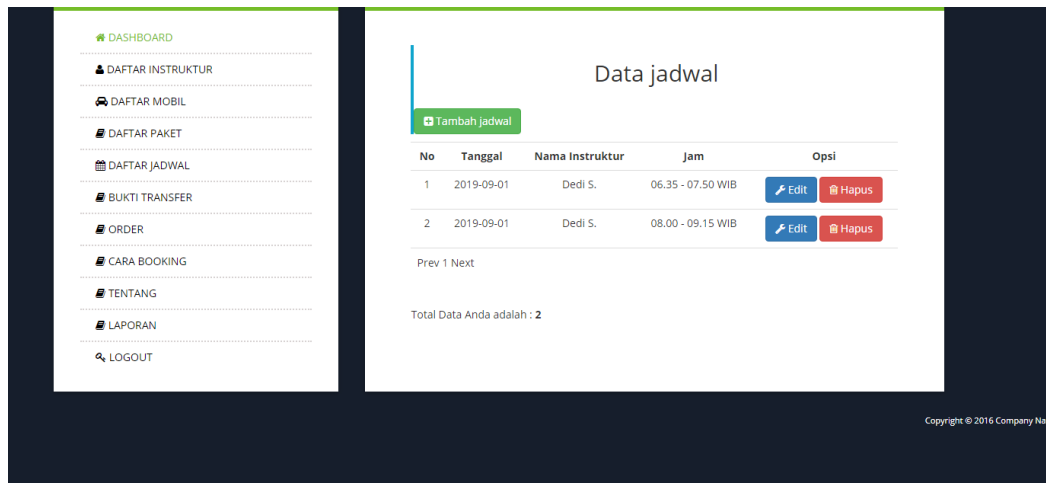 DASHBOARD
DAFTAR INSTRUKTUR
DAFTAR MOBIL
DAFTAR PAKET
DAFTAR JADWAL
BUKTI TRANSFER
ORDER
CARA BOOKING
TENTANG
LAPORAN
LOGOUT
Data jadwal
Tambah jadwal
No Tanggal Nama Instruktur Jam Opsi
1 2019-09-01 Dedi S. 06.35 - 07.50 WIB Edit Hapus
2 2019-09-01 Dedi S. 08.00 - 09.15 WIB Edit Hapus
Prev 1 Next
Total Data Anda adalah : 2
Copyright © 2016 Company Na